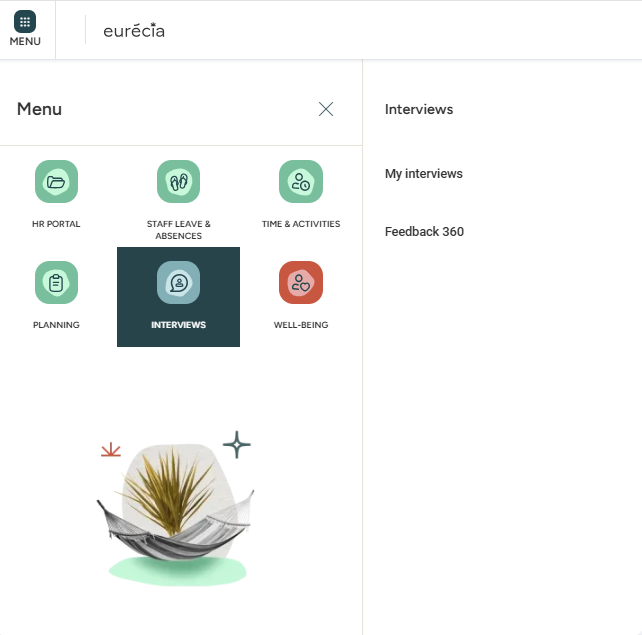 MENU
eurécia
Menu
Interviews
HR PORTAL
STAFF LEAVE &
ABSENCES
TIME & ACTIVITIES
My interviews
Feedback 360
PLANNING
INTERVIEWS
WELL-BEING